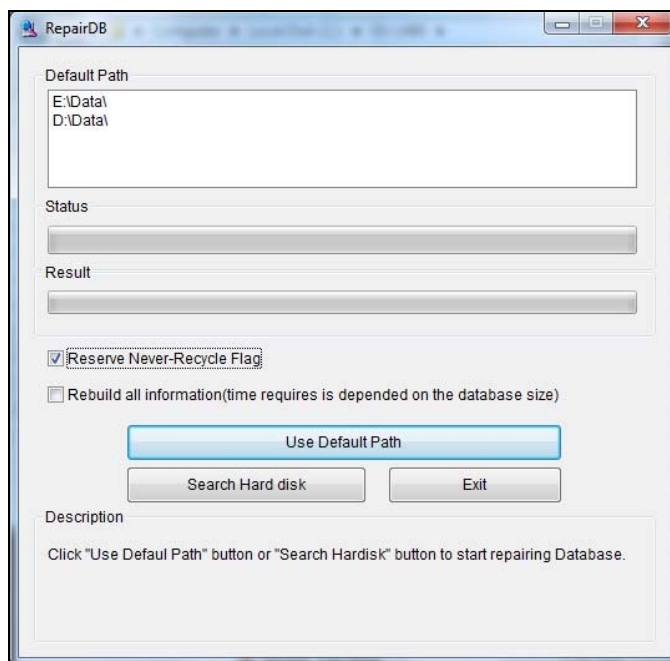 RepairDB
Default Path
E:\Data\
D:\Data\
Status
Result
Reserve Never-Recycle Flag
Rebuild all information(time requires is depended on the database size)
Use Default Path
Search Hard disk
Exit
Description
Click "Use Defaul Path" button or "Search Hardisk" button to start repairing Database.